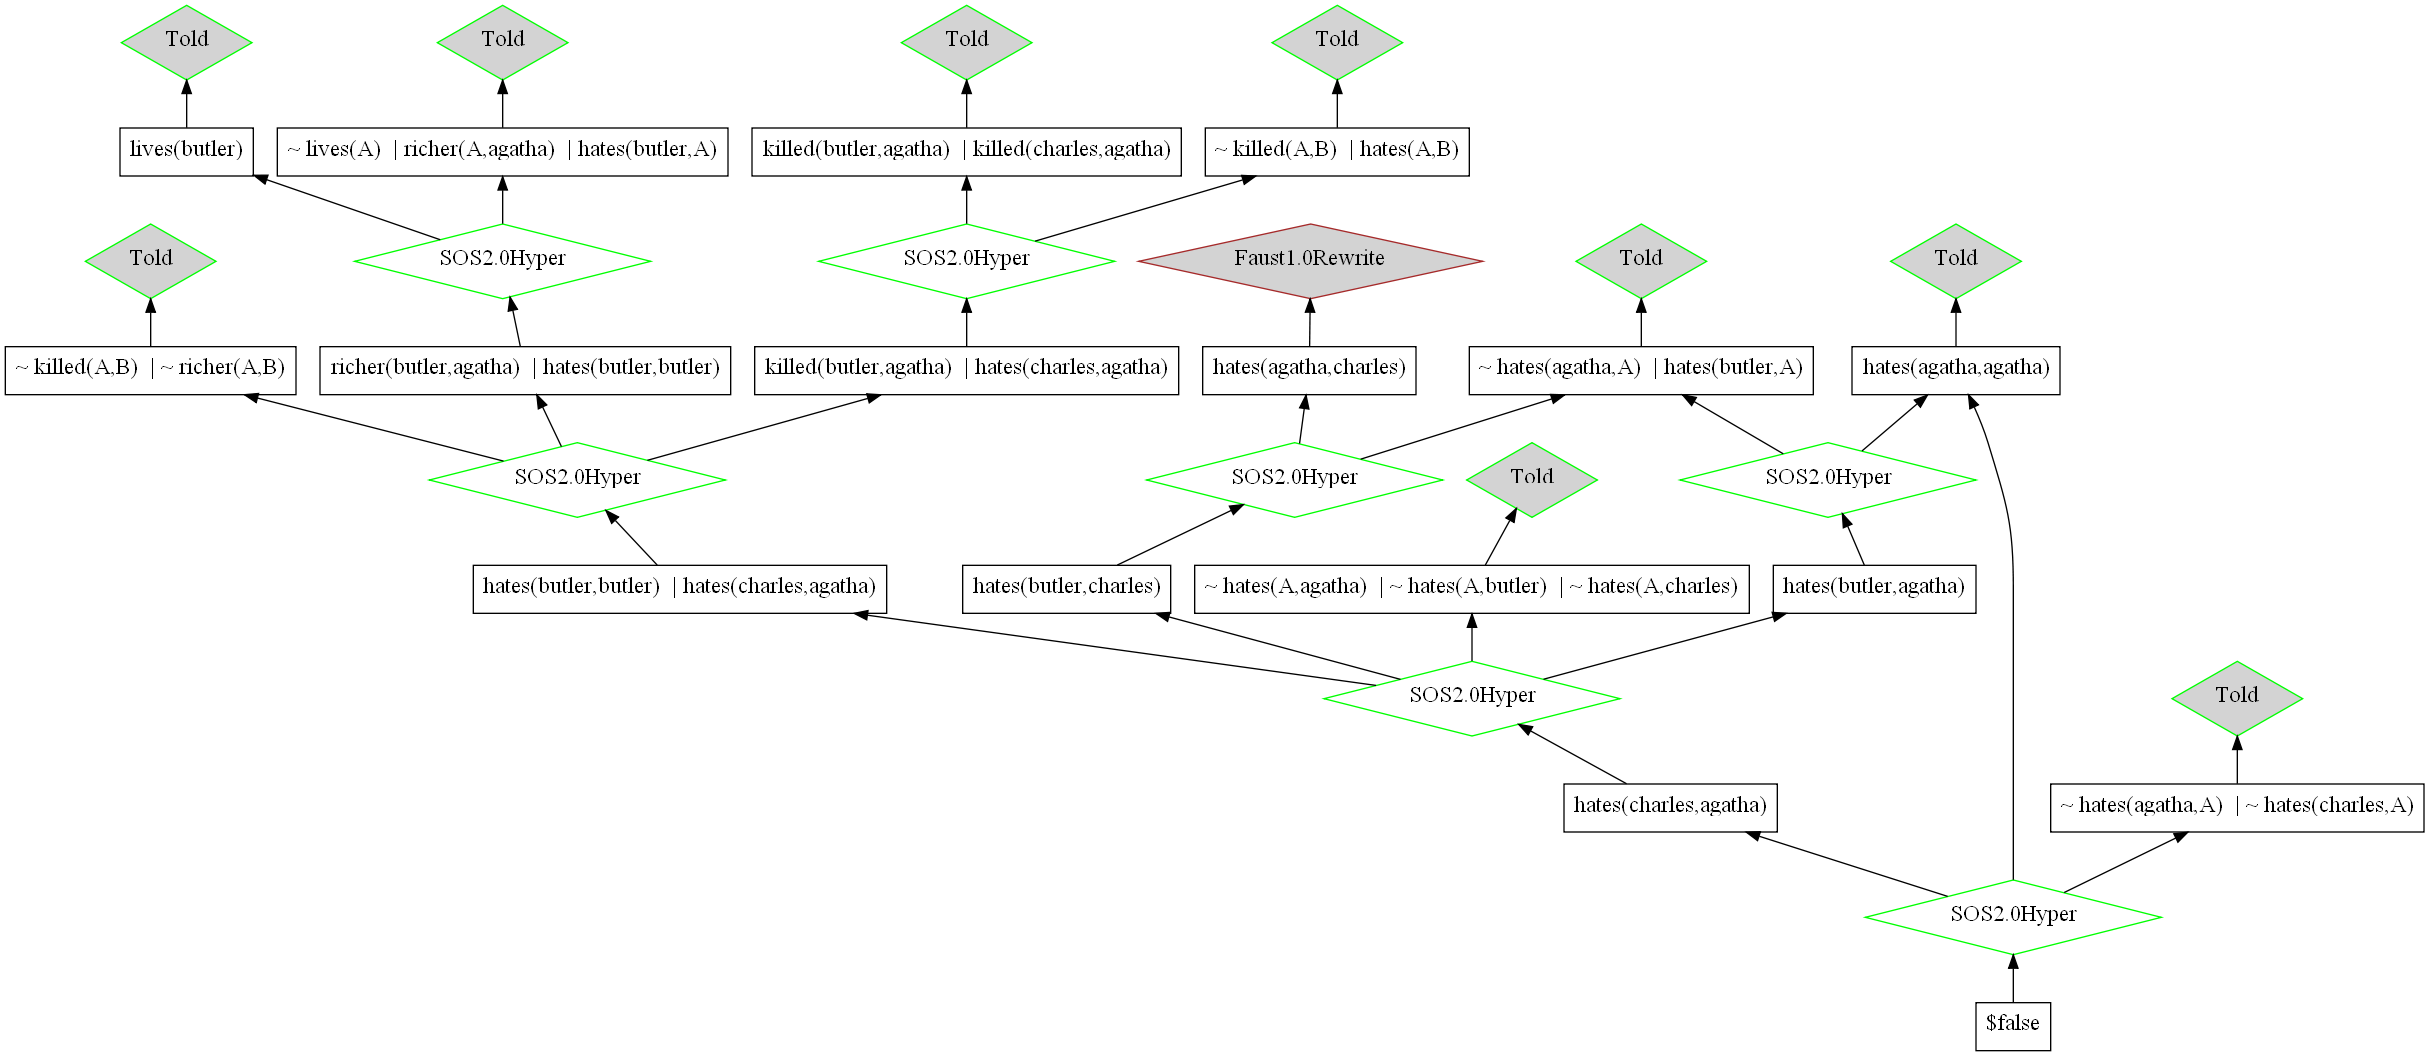 Told
Told
Told
Told
lives(butler)
~ lives(A) | richer(A,agatha) | hates(butler,A)
killed(butler,agatha) | killed(charles,agatha)
~ killed(A,B) | hates(A,B)
Told
SOS2.0Hyper
SOS2.0Hyper
Faust1.0Rewrite
Told
Told
~ killed(A,B) | ~ richer(A,B)
richer(butler,agatha) | hates(butler,butler)
killed(butler,agatha) | hates(charles,agatha)
hates(agatha,charles)
~ hates(agatha,A) | hates(butler,A)
hates(agatha,agatha)
SOS2.0Hyper
SOS2.0Hyper
Told
SOS2.0Hyper
hates(butler,butler) | hates(charles,agatha)
hates(butler,charles)
~ hates(A,agatha) | ~ hates(A,butler) | ~ hates(A,charles)
hates(butler,agatha)
SOS2.0Hyper
Told
hates(charles,agatha)
~ hates(agatha,A) | ~ hates(charles,A)
SOS2.0Hyper
$false